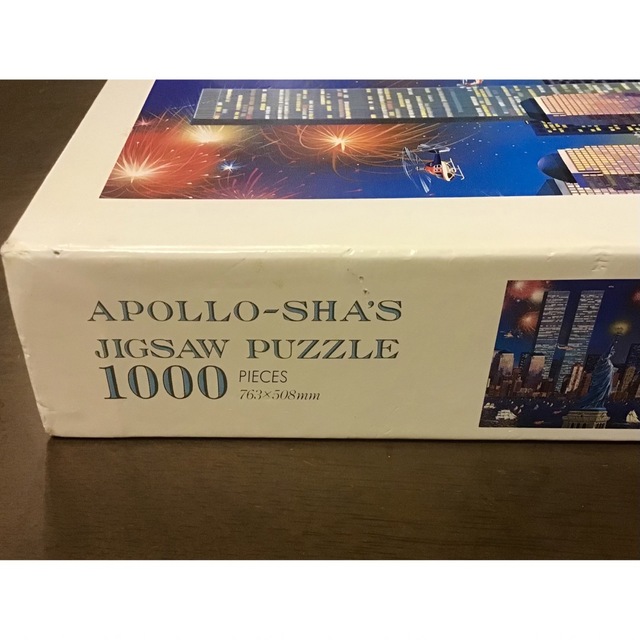 APOLLO-SHA'S
JIGSAW PUZZLE
1000 PIECES
763×508mm